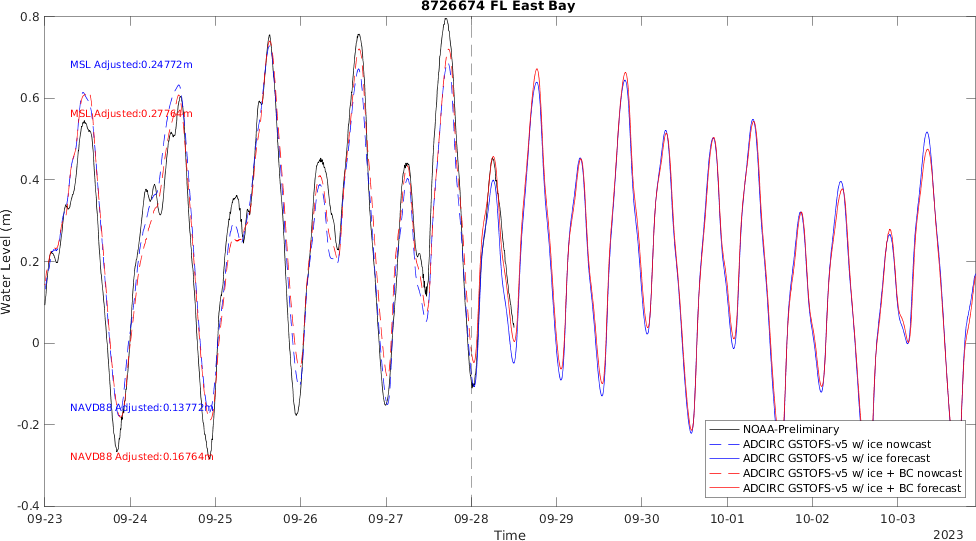 8726674 FL East Bay
0.8
0.6
0.4
0.2
0
-0.2
-0.4
Water Level (m)
MSL Adjusted:0.24772m
MSL Adjusted:0.27764m
NAVD88 Adjusted:0.13772m
NAVD88 Adjusted:0.16764m
NOAA-Preliminary
ADCIRC GSTOFS-v5 w/ ice nowcast
ADCIRC GSTOFS-v5 w/ ice forecast
ADCIRC GSTOFS-v5 w/ ice + BC nowcast
ADCIRC GSTOFS-v5 w/ ice + BC forecast
09-23 09-24 09-25 09-26 09-27 09-28 09-29 09-30 10-01 10-02 10-03
Time
2023